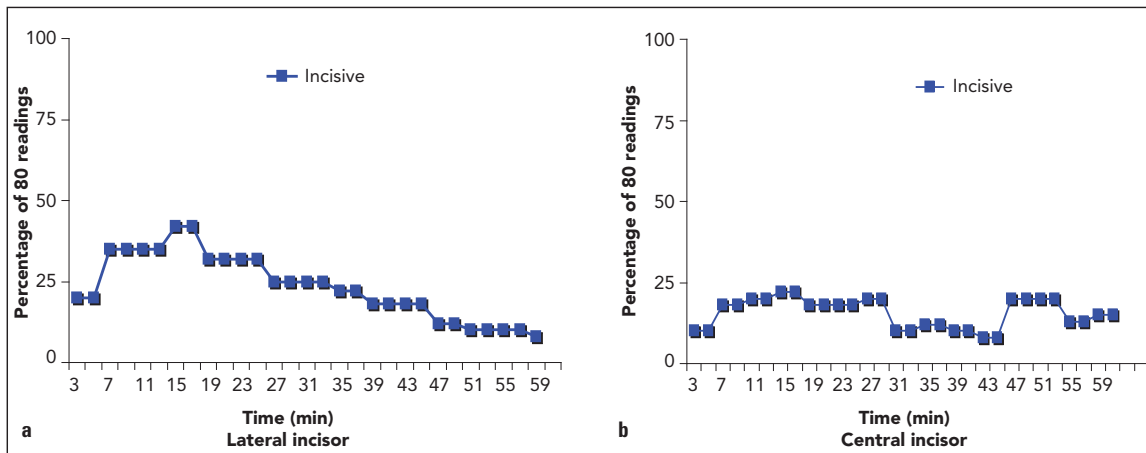 100
75
50
25
0
Percentage of 80 readings
Incisive
3 7 11 15 19 23 27 31 35 39 43 47 51 55 59
Time (min)
Lateral incisor
a
100
75
50
25
0
Percentage of 80 readings
Incisive
3 7 11 15 19 23 27 31 35 39 43 47 51 55 59
Time (min)
Central incisor
b